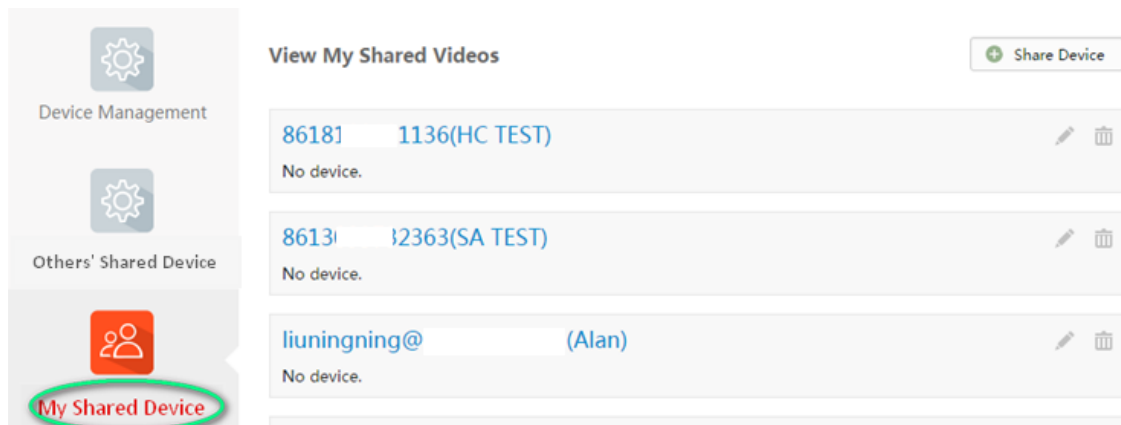 Device Management
Others' Shared Device
My Shared Device
View My Shared Videos
Share Device
8618 1136(HC TEST)
No device.
8613 32363(SA TEST)
No device.
liuningning@ (Alan)
No device.